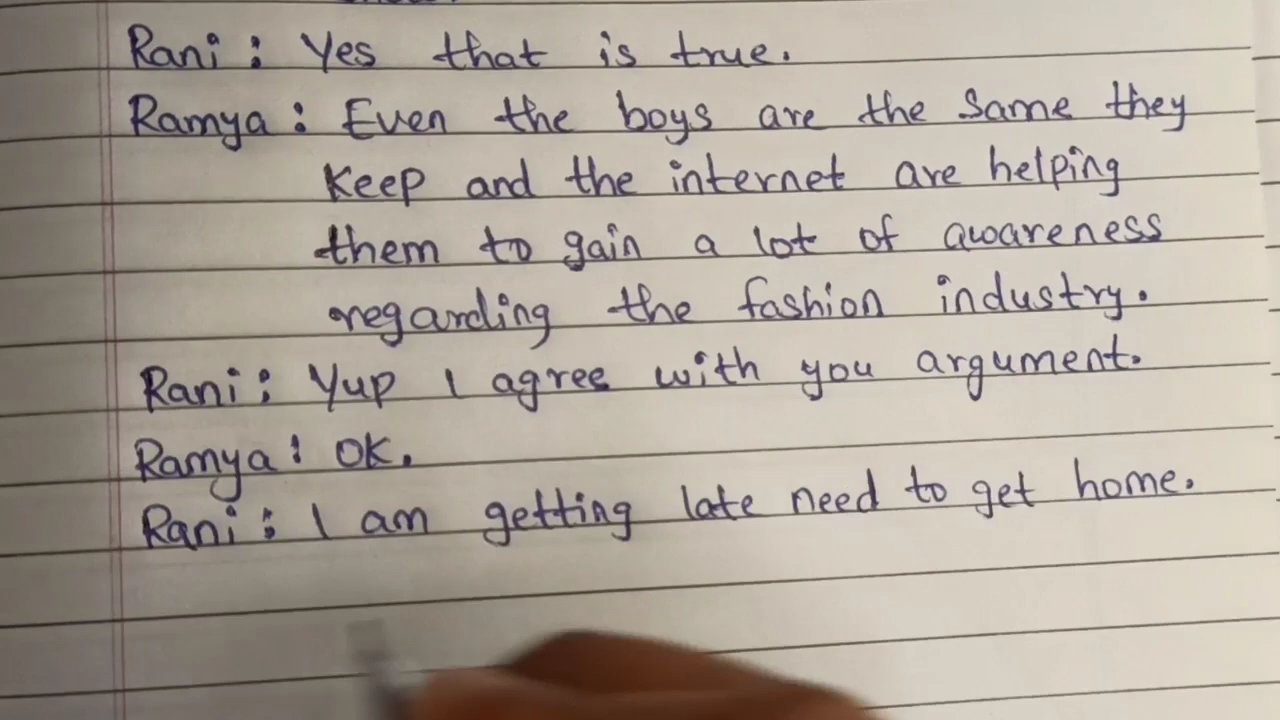 Rani : Yes that is true.
Ramya : Even the boys are the same they
keep and the internet are helping
them to gain a lot of awareness
regarding the fashion industry.
Rani : Yup I agree with you argument.
Ramya : OK.
Rani : I am getting late need to get home.